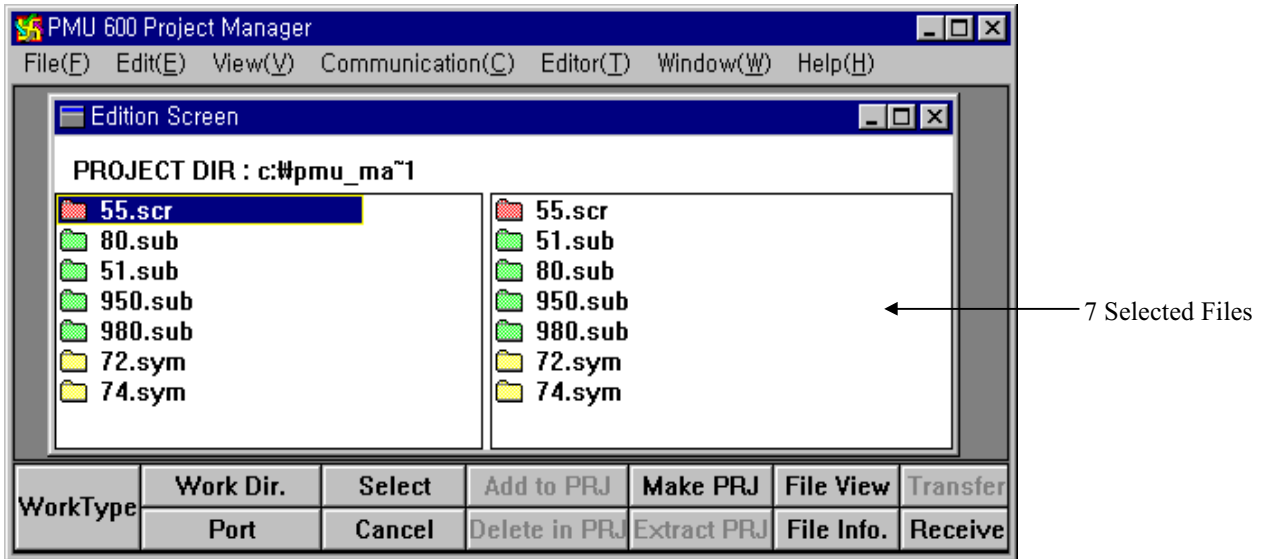 PMU 600 Project Manager
File(F) Edit(E) View(V) Communication(C) Editor(T) Window(W) Help(H)
Edition Screen
PROJECT DIR : c:₩pmu_ma~1
55.scr
80.sub
51.sub
950.sub
980.sub
72.sym
74.sym
55.scr
51.sub
80.sub
950.sub
980.sub
72.sym
74.sym
7 Selected Files
WorkType
Work Dir. Select Add to PRJ Make PRJ File View Transfer
Port Cancel Delete in PRJ Extract PRJ File Info. Receive